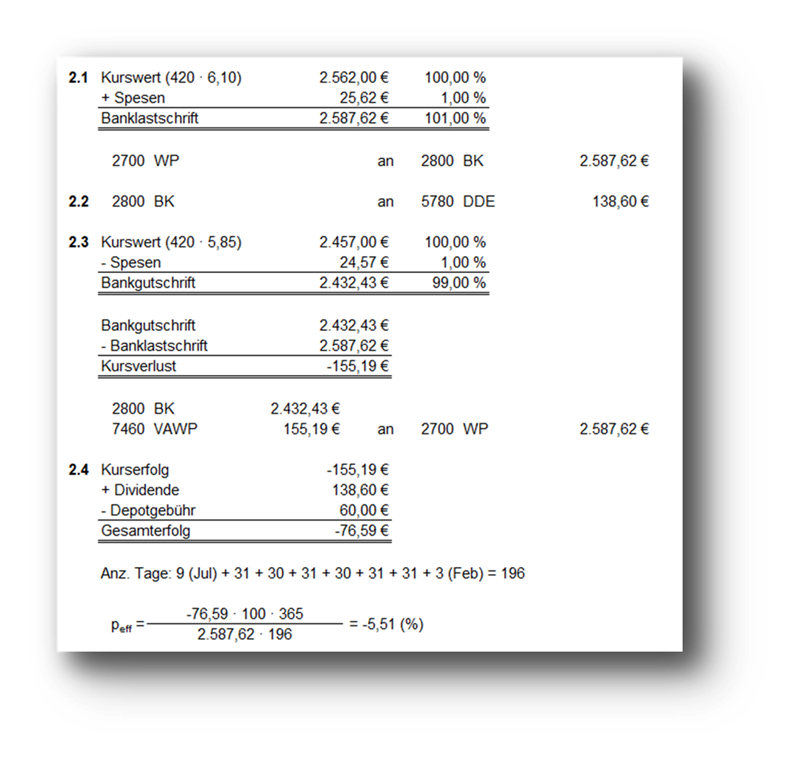 2.1 Kurswert (420 · 6,10) 2.562,00 € 100,00 %
+ Spesen 25,62 € 1,00 %
Banklastschrift 2.587,62 € 101,00 %
2700 WP an 2800 BK 2.587,62 €
2.2 2800 BK an 5780 DDE 138,60 €
2.3 Kurswert (420 · 5,85) 2.457,00 € 100,00 %
- Spesen 24,57 € 1,00 %
Bankgutschrift 2.432,43 € 99,00 %
Bankgutschrift 2.432,43 €
- Banklastschrift 2.587,62 €
Kursverlust -155,19 €
2800 BK 2.432,43 €
7460 VAWP 155,19 € an 2700 WP 2.587,62 €
2.4 Kurserfolg -155,19 €
+ Dividende 138,60 €
- Depotgebühr 60,00 €
Gesamterfolg -76,59 €
Anz. Tage: 9 (Jul) + 31 + 30 + 31 + 30 + 31 + 31 + 3 (Feb) = 196
-76,59 · 100 · 365
peff = = -5,51 (%)
2.587,62 · 196